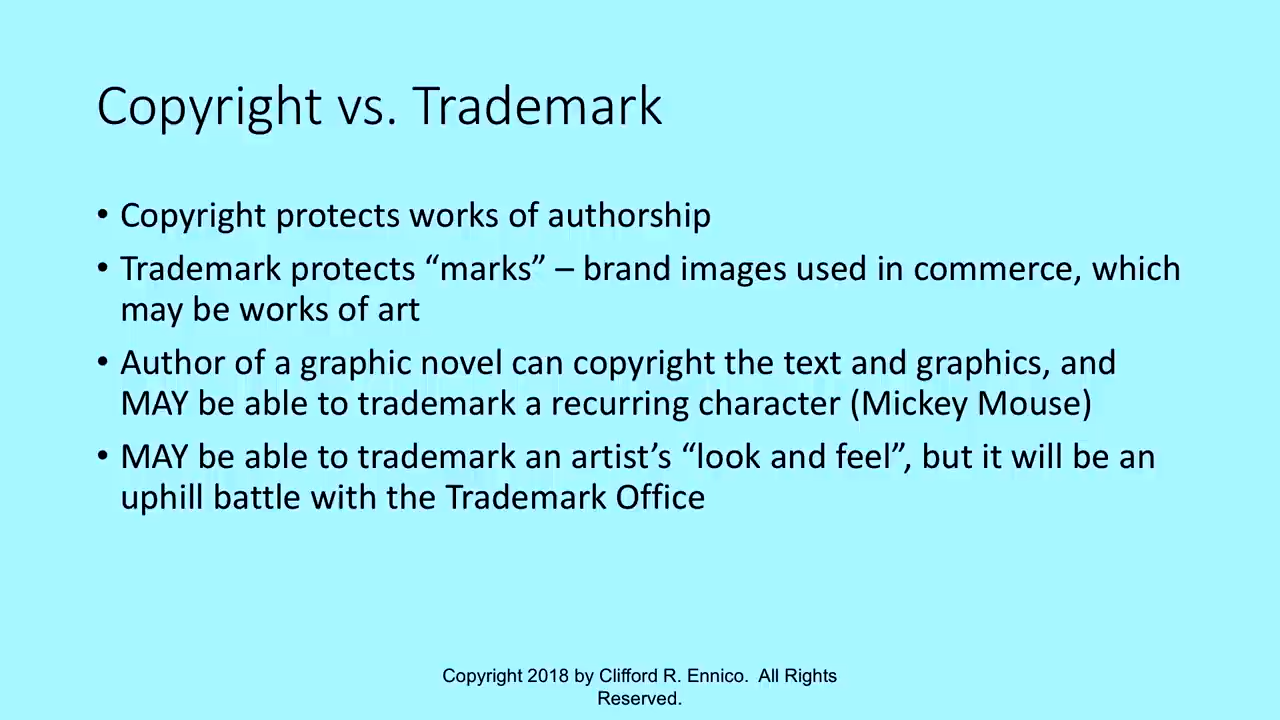 Copyright vs. Trademark
• Copyright protects works of authorship
• Trademark protects “marks” – brand images used in commerce, which
may be works of art
• Author of a graphic novel can copyright the text and graphics, and
MAY be able to trademark a recurring character (Mickey Mouse)
• MAY be able to trademark an artist’s “look and feel”, but it will be an
uphill battle with the Trademark Office
Copyright 2018 by Clifford R. Ennico.  All Rights
Reserved.